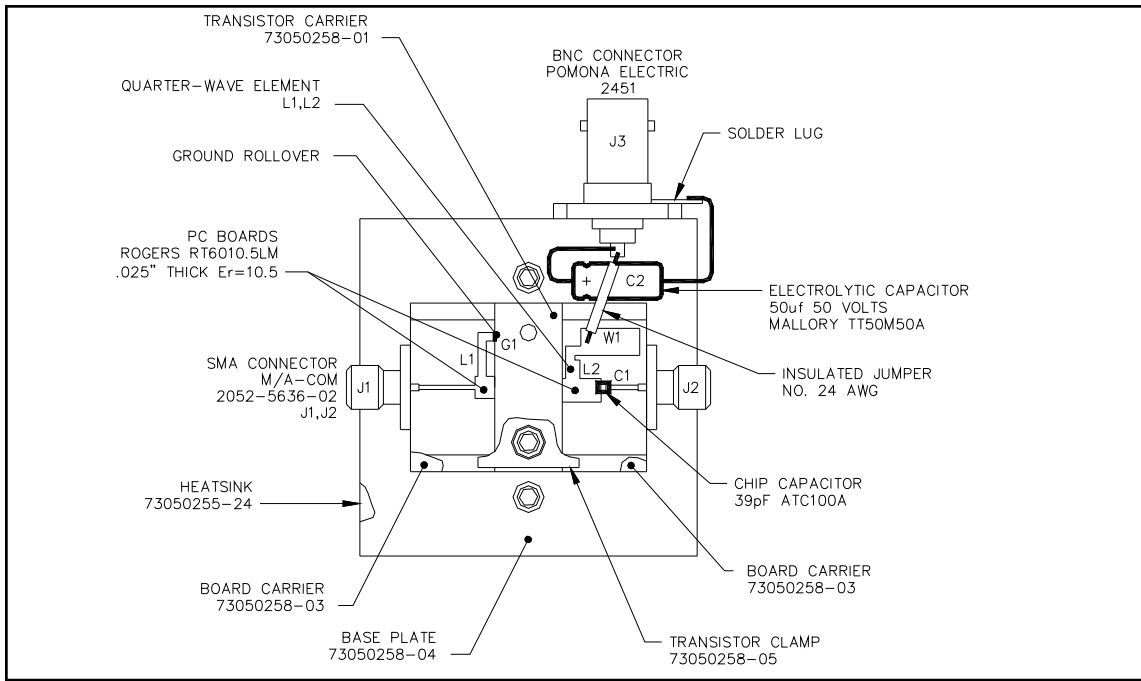 TRANSISTOR CARRIER
73050258-01
QUARTER-WAVE ELEMENT
L1,L2
GROUND ROLLOVER
PC BOARDS
ROGERS RT6010.5LM
.025" THICK Er=10.5
SMA CONNECTOR
M/A-COM
2052-5636-02
J1,J2
HEATSINK
73050255-24
BOARD CARRIER
73050258-03
BASE PLATE
73050258-04
BNC CONNECTOR
POMONA ELECTRIC
2451
J3
SOLDER LUG
+
C2
ELECTROLYTIC CAPACITOR
50uf 50 VOLTS
MALLORY TT50M50A
W1
G1
L1
L2
C1
J1
J2
INSULATED JUMPER
NO. 24 AWG
CHIP CAPACITOR
39pF ATC100A
BOARD CARRIER
73050258-03
TRANSISTOR CLAMP
73050258-05